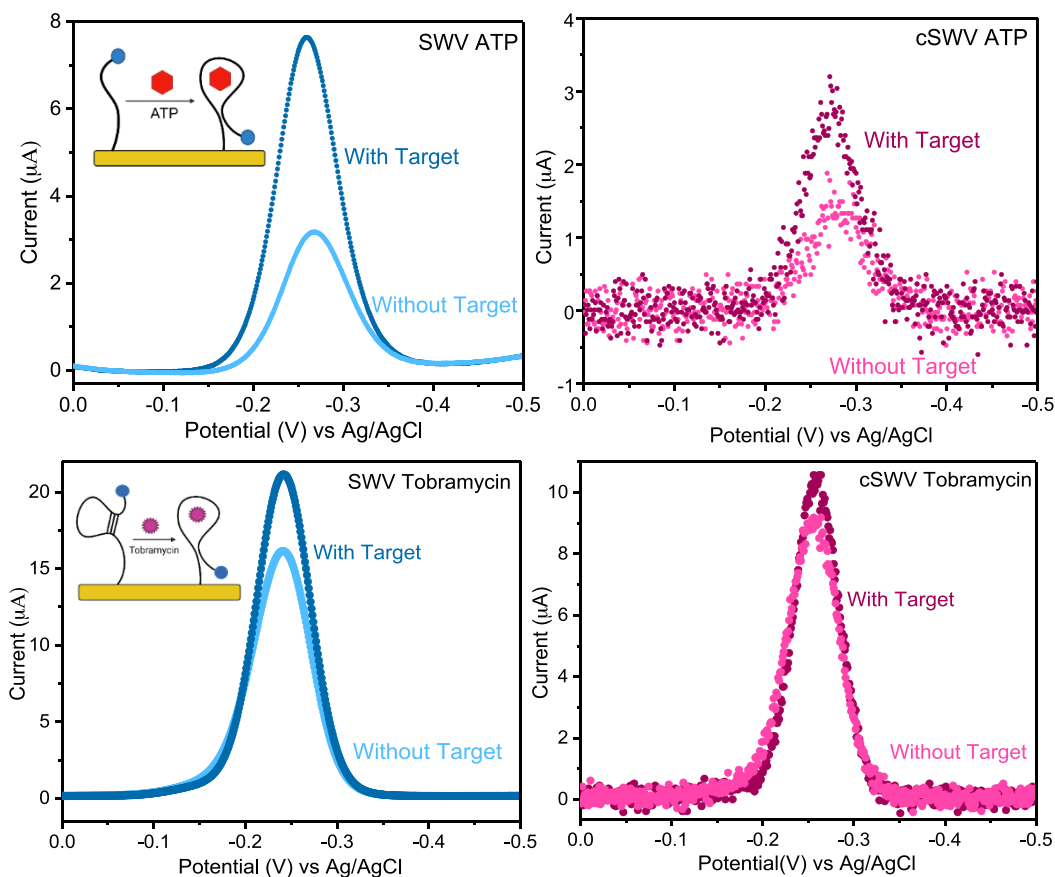 SWV ATP
8
6
4
2
0
Current (μA)
ATP
With Target
Without Target
0.0 -0.1 -0.2 -0.3 -0.4 -0.5
Potential (V) vs Ag/AgCl
cSWV ATP
4
3
2
1
0
-1
Current (μA)
With Target
Without Target
0.0 -0.1 -0.2 -0.3 -0.4 -0.5
Potential (V) vs Ag/AgCl
SWV Tobramycin
20
15
10
5
0
Current (μA)
Tobramycin
With Target
Without Target
0.0 -0.1 -0.2 -0.3 -0.4 -0.5
Potential (V) vs Ag/AgCl
cSWV Tobramycin
10
8
6
4
2
0
Current (μA)
With Target
Without Target
0.0 -0.1 -0.2 -0.3 -0.4 -0.5
Potential(V) vs Ag/AgCl